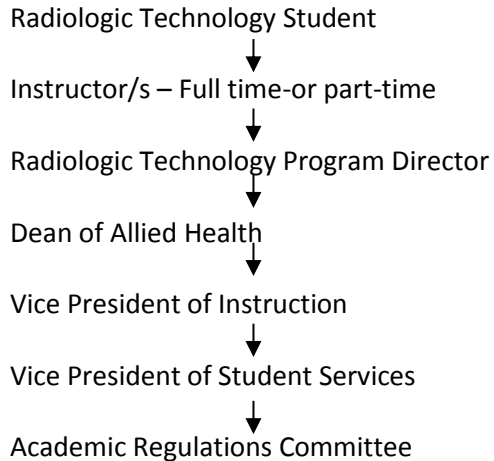 Radiologic Technology Student
Instructor/s – Full time-or part-time
Radiologic Technology Program Director
Dean of Allied Health
Vice President of Instruction
Vice President of Student Services
Academic Regulations Committee